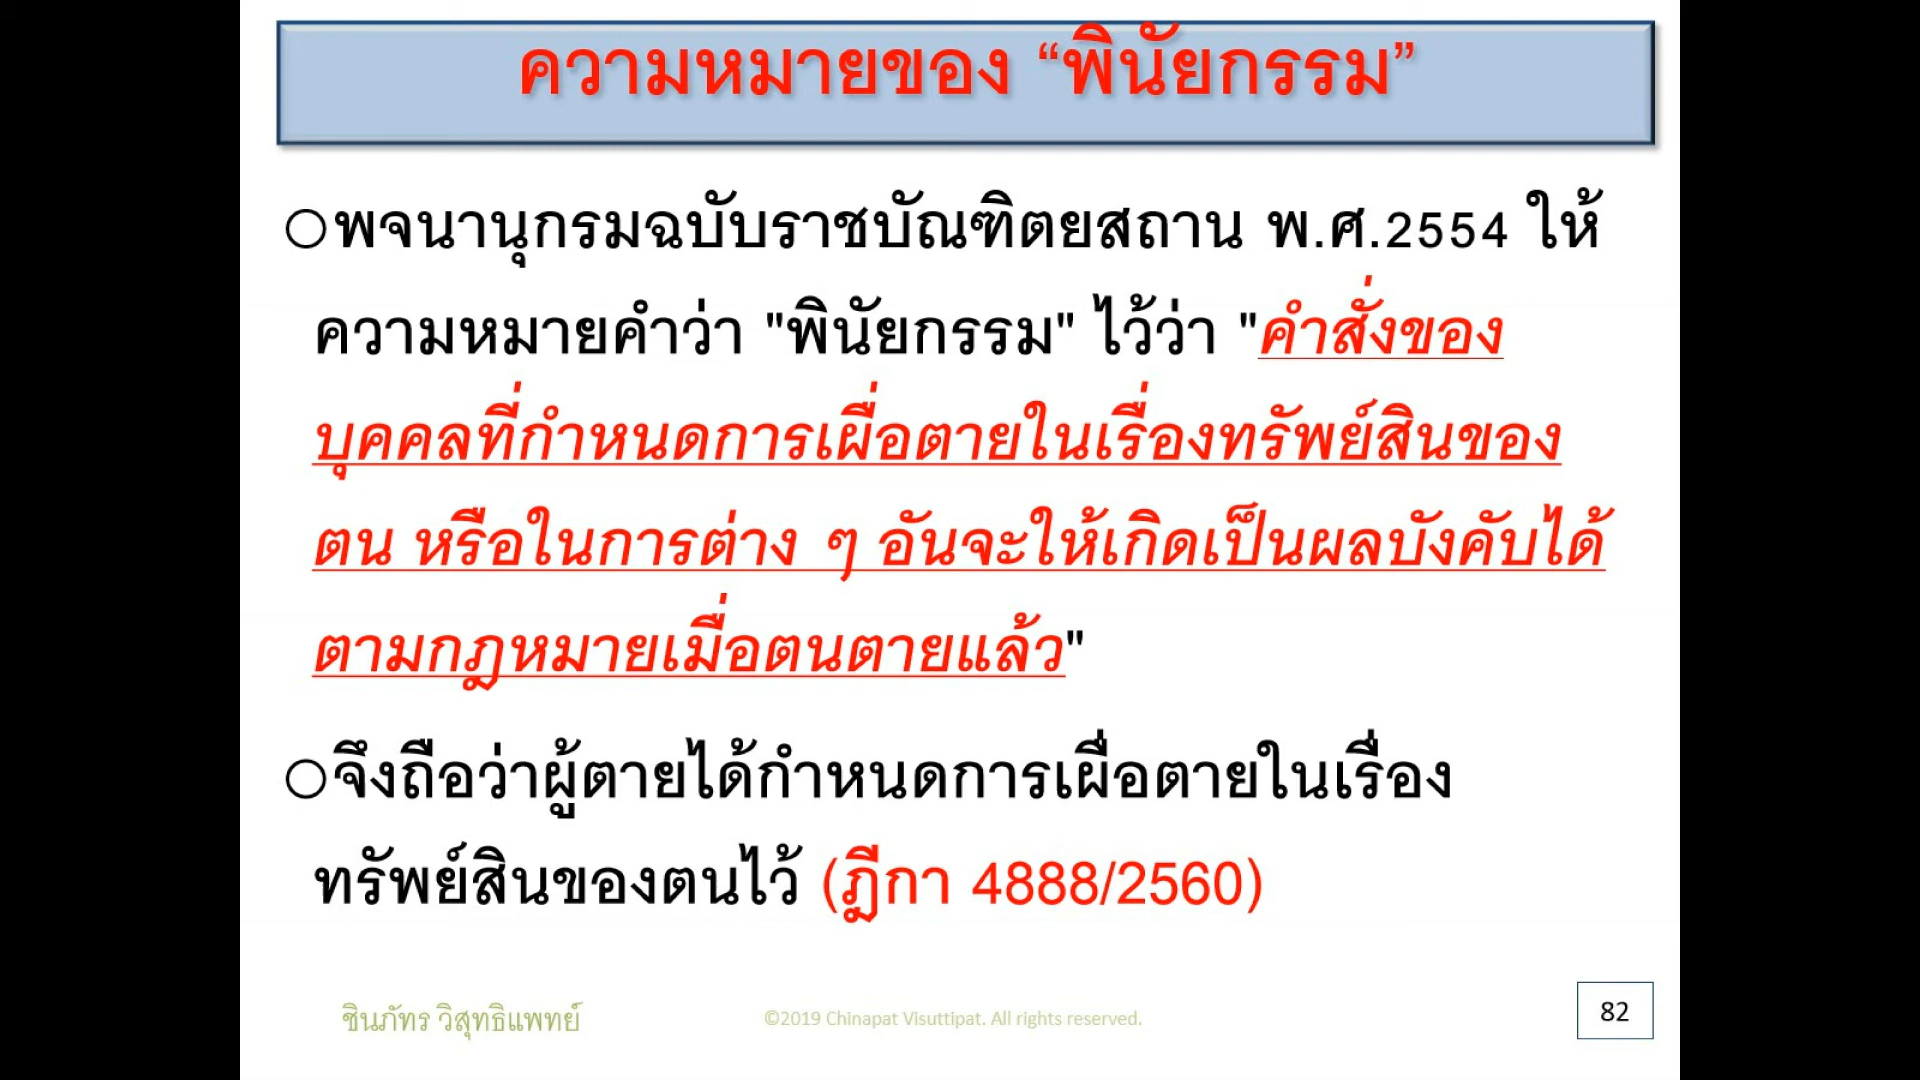 ความหมายของ “พินัยกรรม”
○พจนานุกรมฉบับราชบัณฑิตยสถาน พ.ศ.2554 ให้
ความหมายคำว่า "พินัยกรรม" ไว้ว่า "คำสั่งของ
บุคคลที่กำหนดการเผื่อตายในเรื่องทรัพย์สินของ
ตน หรือในการต่าง ๆ อันจะให้เกิดเป็นผลบังคับได้
ตามกฎหมายเมื่อตนตายแล้ว"
○จึงถือว่าผู้ตายได้กำหนดการเผื่อตายในเรื่อง
ทรัพย์สินของตนไว้ (ฎีกา 4888/2560)
ชินภัทร วิสุทธิแพทย์
©2019 Chinapat Visuttipat. All rights reserved.
82